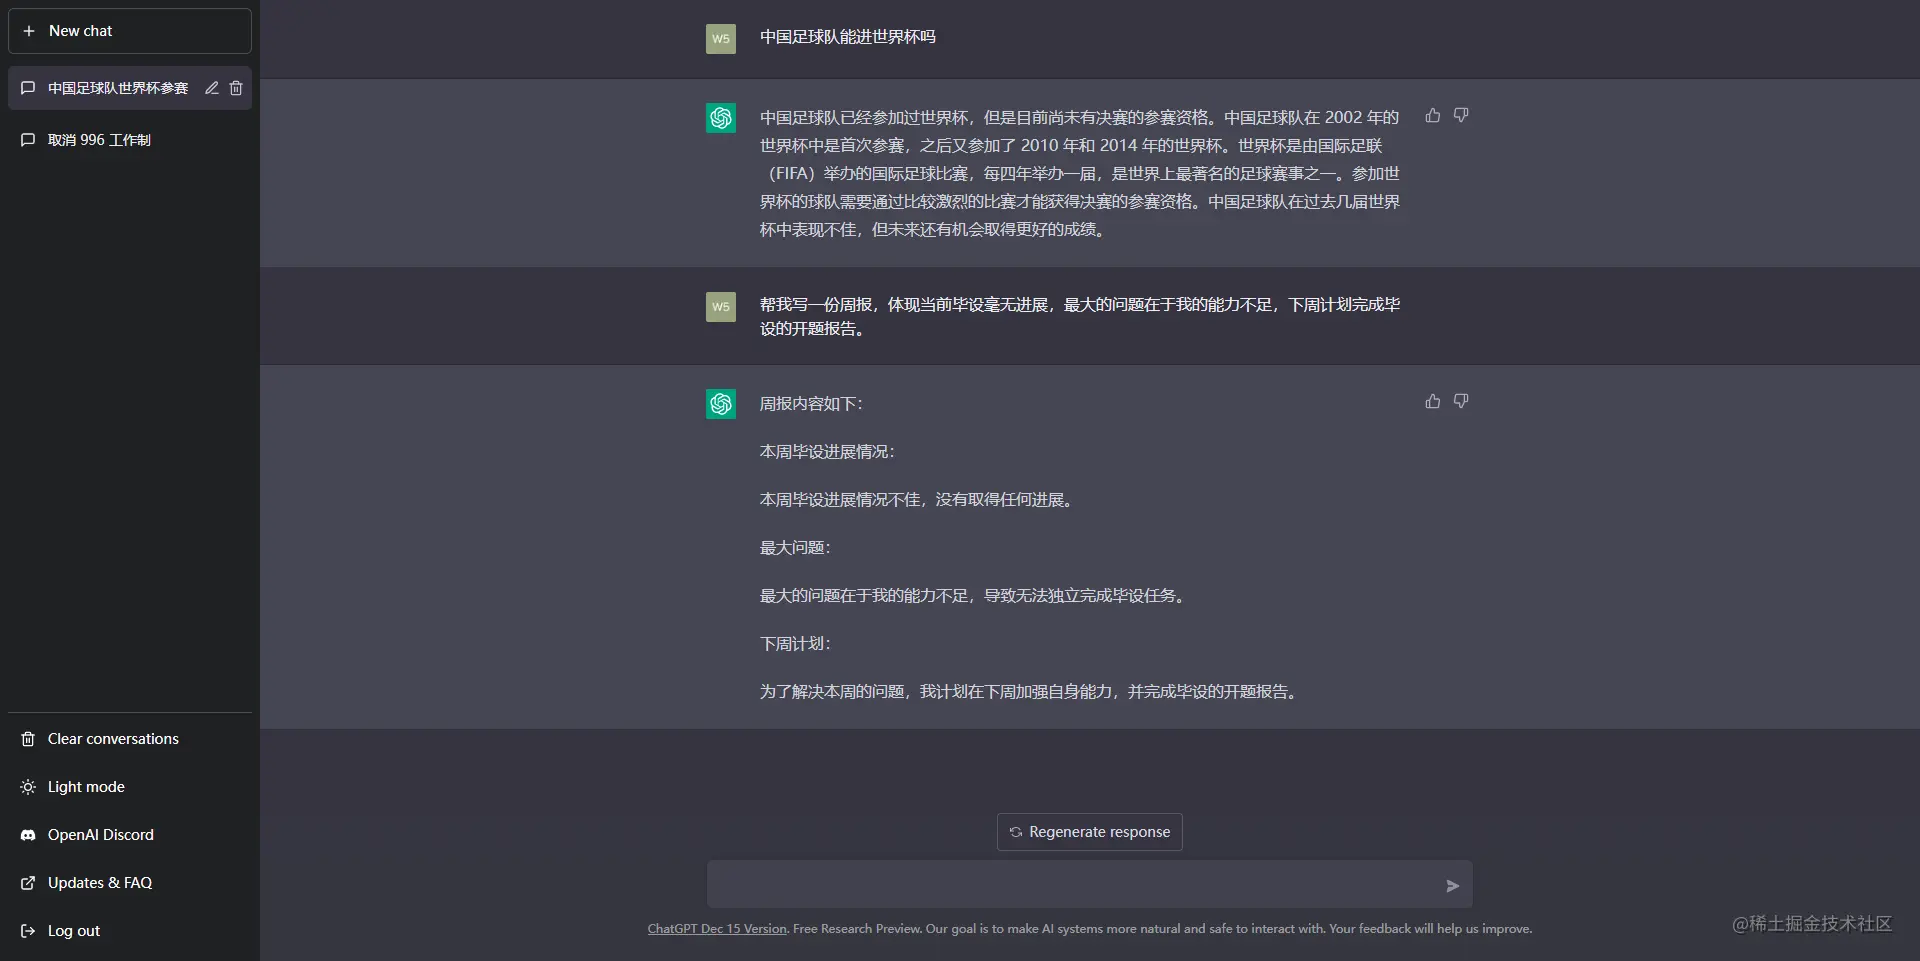 New chat
中国足球队世界杯参赛
取消 996 工作制
Clear conversations
Light mode
OpenAI Discord
Updates & FAQ
Log out
W5
中国足球队能进世界杯吗
中国足球队已经参加过世界杯，但是目前尚未有决赛的参赛资格。中国足球队在 2002 年的
世界杯中是首次参赛，之后又参加了 2010 年和 2014 年的世界杯。世界杯是由国际足联
（FIFA）举办的国际足球比赛，每四年举办一届，是世界上最著名的足球赛事之一。参加世
界杯的球队需要通过比较激烈的比赛才能获得决赛的参赛资格。中国足球队在过去几届世界
杯中表现不佳，但未来还有机会取得更好的成绩。
W5
帮我写一份周报，体现当前毕设毫无进展，最大的问题在于我的能力不足，下周计划完成毕
设的开题报告。
周报内容如下：
本周毕设进展情况：
本周毕设进展情况不佳，没有取得任何进展。
最大问题：
最大的问题在于我的能力不足，导致无法独立完成毕设任务。
下周计划：
为了解决本周的问题，我计划在下周加强自身能力，并完成毕设的开题报告。
Regenerate response
ChatGPT Dec 15 Version. Free Research Preview. Our goal is to make AI systems more natural and safe to interact with. Your feedback will help us improve.
@稀土掘金技术社区